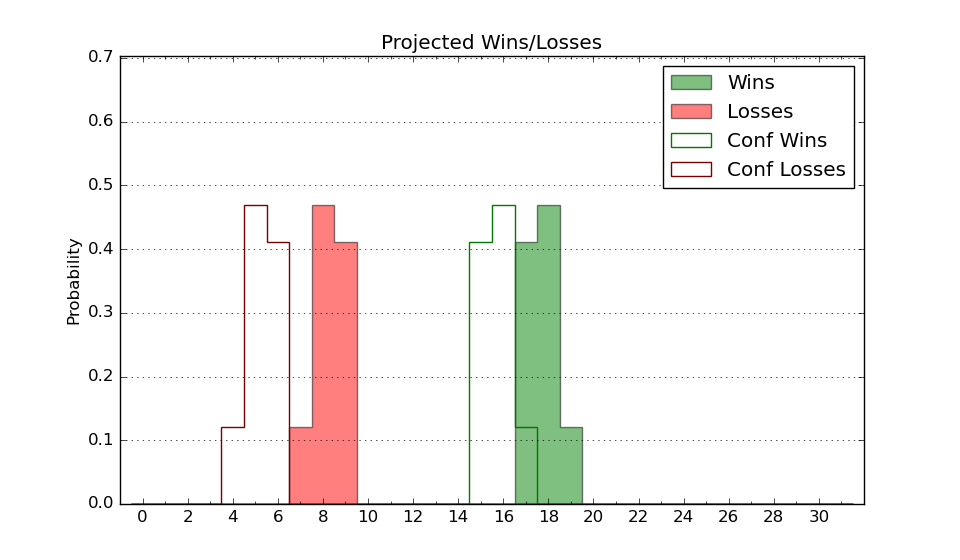 Projected Wins/Losses
0.7
0.6
0.5
0.4
0.3
0.2
0.1
0.0
Probability
Wins
Losses
Conf Wins
Conf Losses
0 2 4 6 8 10 12 14 16 18 20 22 24 26 28 30